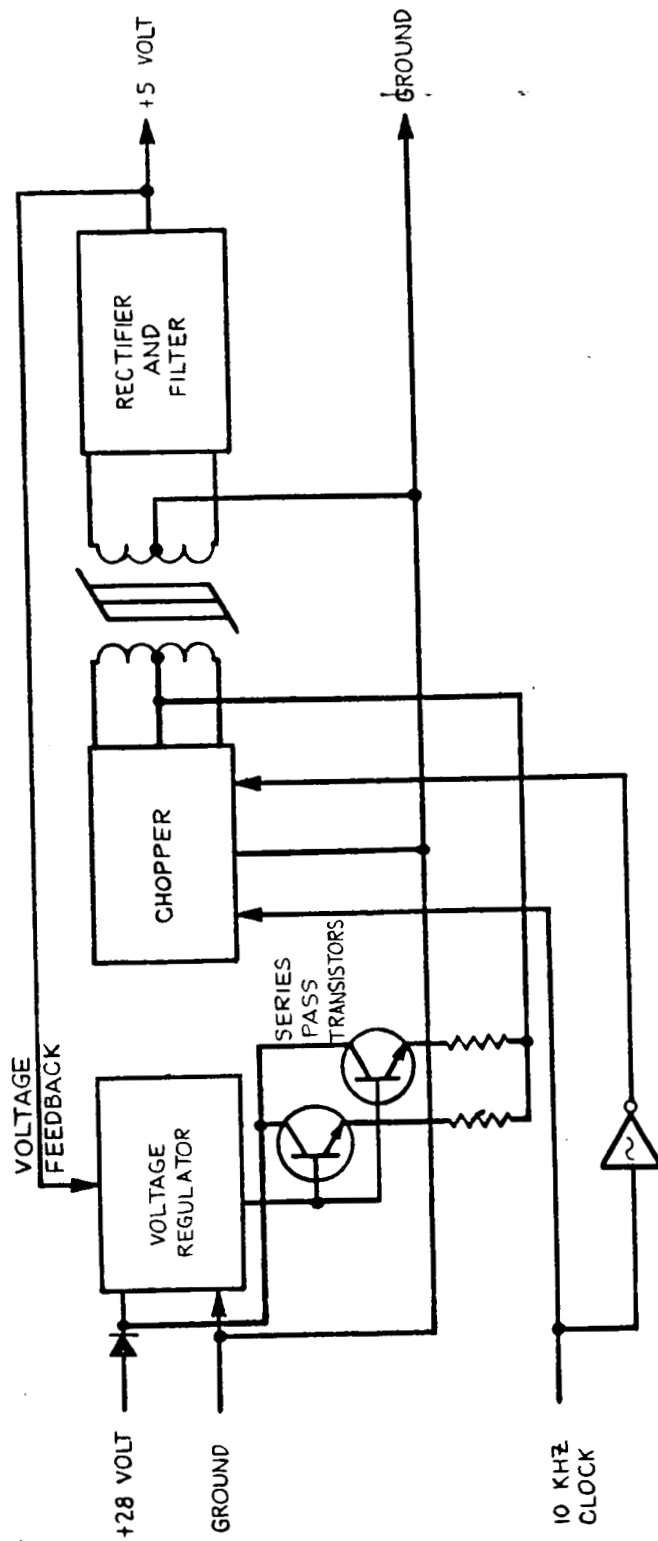 +28 VOLT
GROUND
10 KHZ
CLOCK
VOLTAGE
FEEDBACK
VOLTAGE
REGULATOR
SERIES
PASS
TRANSISTORS
~
CHOPPER
RECTIFIER
AND
FILTER
+5 VOLT
GROUND